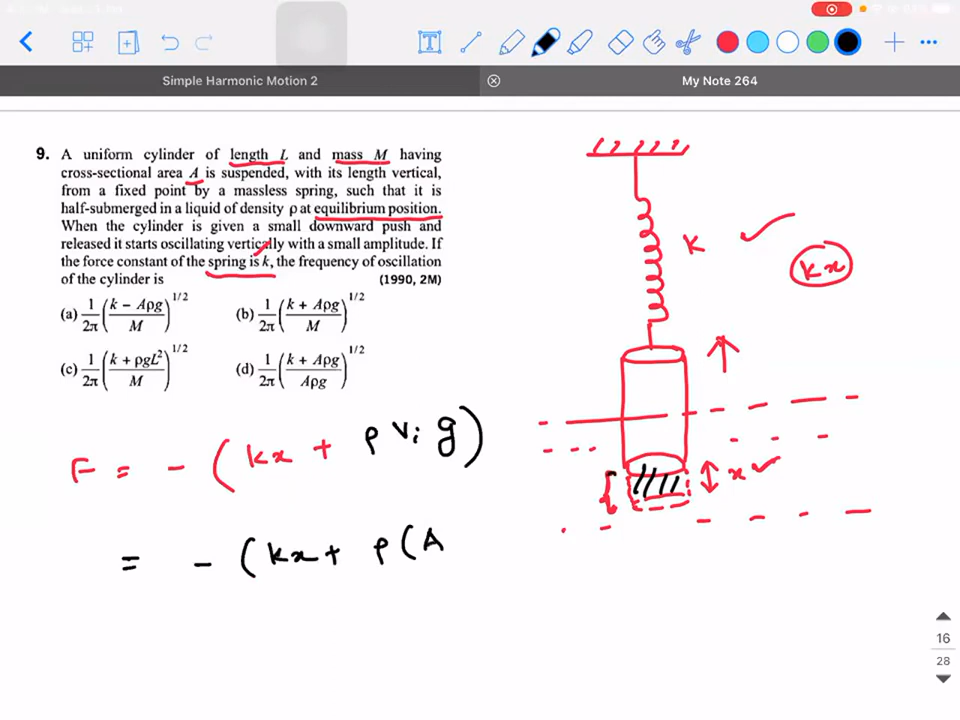 Simple Harmonic Motion 2
My Note 264
9. A uniform cylinder of length L and mass M having
cross-sectional area A is suspended, with its length vertical,
from a fixed point by a massless spring, such that it is
half-submerged in a liquid of density ρ at equilibrium position.
When the cylinder is given a small downward push and
released it starts oscillating vertically with a small amplitude. If
the force constant of the spring is k, the frequency of oscillation
of the cylinder is (1990, 2M)
(a) 1/2π ((k − Aρg)/M)^1/2 (b) 1/2π ((k + Aρg)/M)^1/2
(c) 1/2π ((k + ρgL²)/M)^1/2 (d) 1/2π ((k + Aρg)/Aρg)^1/2
F = - (kx + ρ Vi g)
= - (kx + ρ (A
k
kx
x
16
28